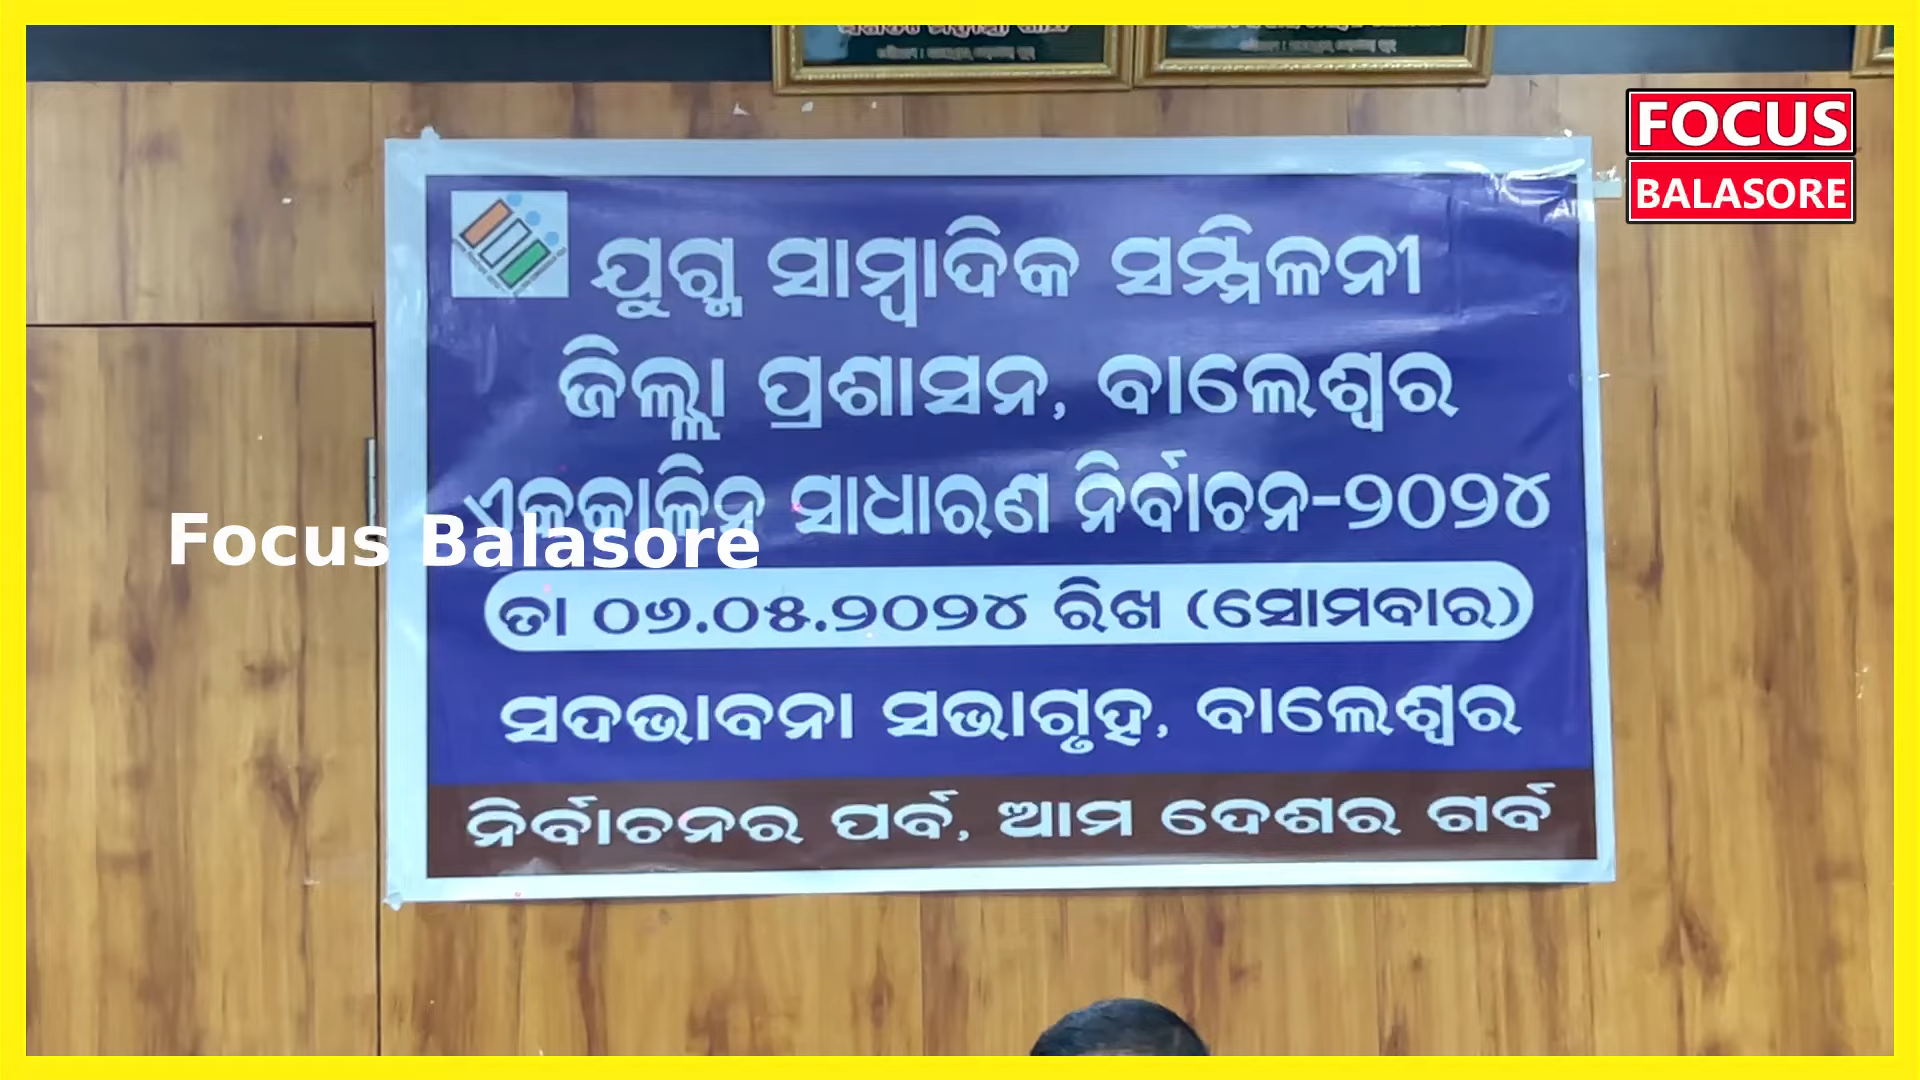 FOCUS
BALASORE
ଯୁଗ୍ମ ସାମ୍ବାଦିକ ସମ୍ମିଳନୀ
ଜିଲ୍ଲା ପ୍ରଶାସନ, ବାଲେଶ୍ୱର
ଏକକାଳିନ ସାଧାରଣ ନିର୍ବାଚନ-୨୦୨୪
Focus Balasore
ତା ୦୬.୦୫.୨୦୨୪ ରିଖ (ସୋମବାର)
ସଦଭାବନା ସଭାଗୃହ, ବାଲେଶ୍ୱର
ନିର୍ବାଚନର ପର୍ବ, ଆମ ଦେଶର ଗର୍ବ